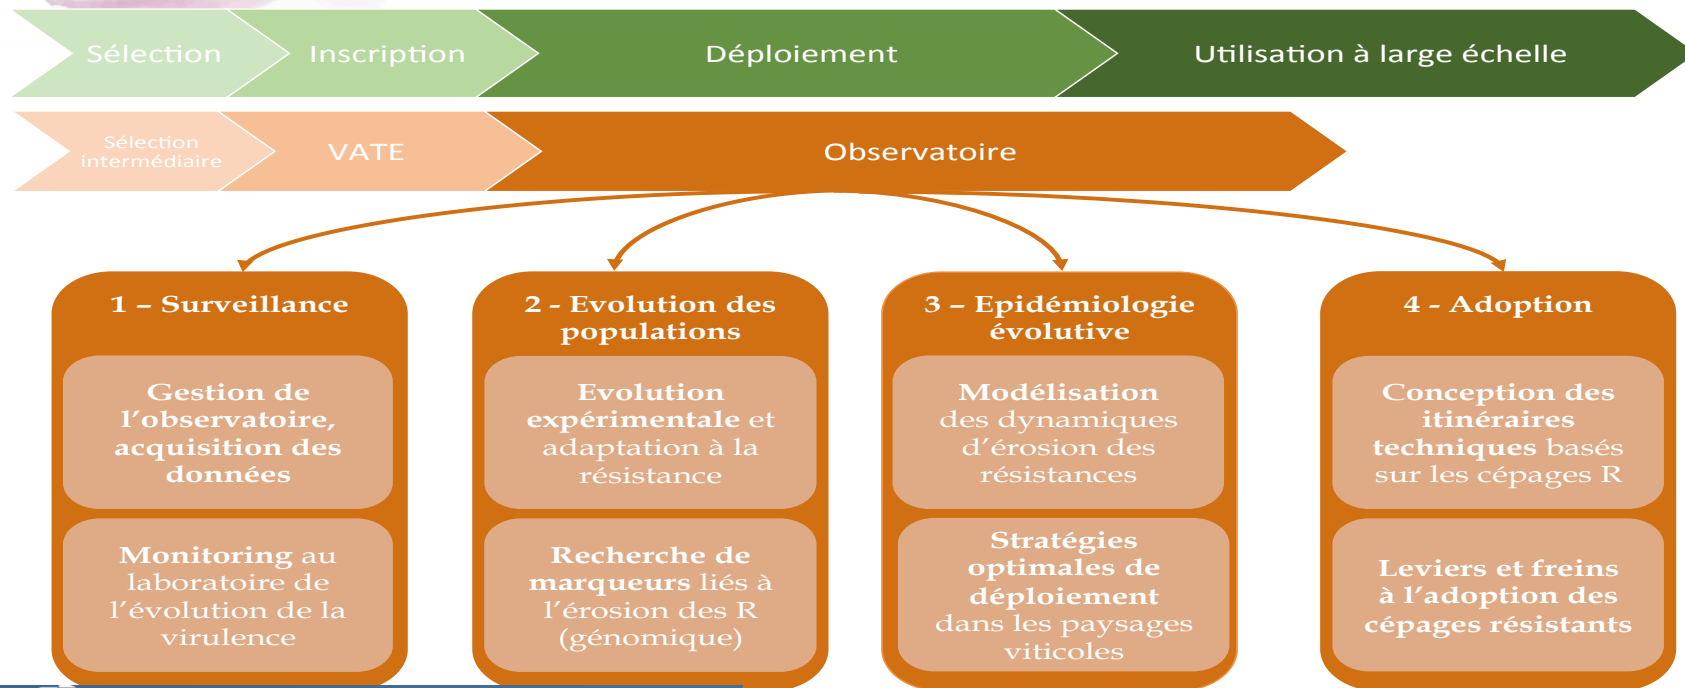 Sélection
Inscription
Déploiement
Utilisation à large échelle
Sélection
intermédiaire
VATE
Observatoire
1 – Surveillance
Gestion de
l’observatoire,
acquisition des
données
Monitoring au
laboratoire de
l’évolution de la
virulence
2 - Evolution des
populations
Evolution
expérimentale et
adaptation à la
résistance
Recherche de
marqueurs liés à
l’érosion des R
(génomique)
3 – Epidémiologie
évolutive
Modélisation
des dynamiques
d’érosion des
résistances
Stratégies
optimales de
déploiement
dans les paysages
viticoles
4 - Adoption
Conception des
itinéraires
techniques basés
sur les cépages R
Leviers et freins
à l’adoption des
cépages résistants